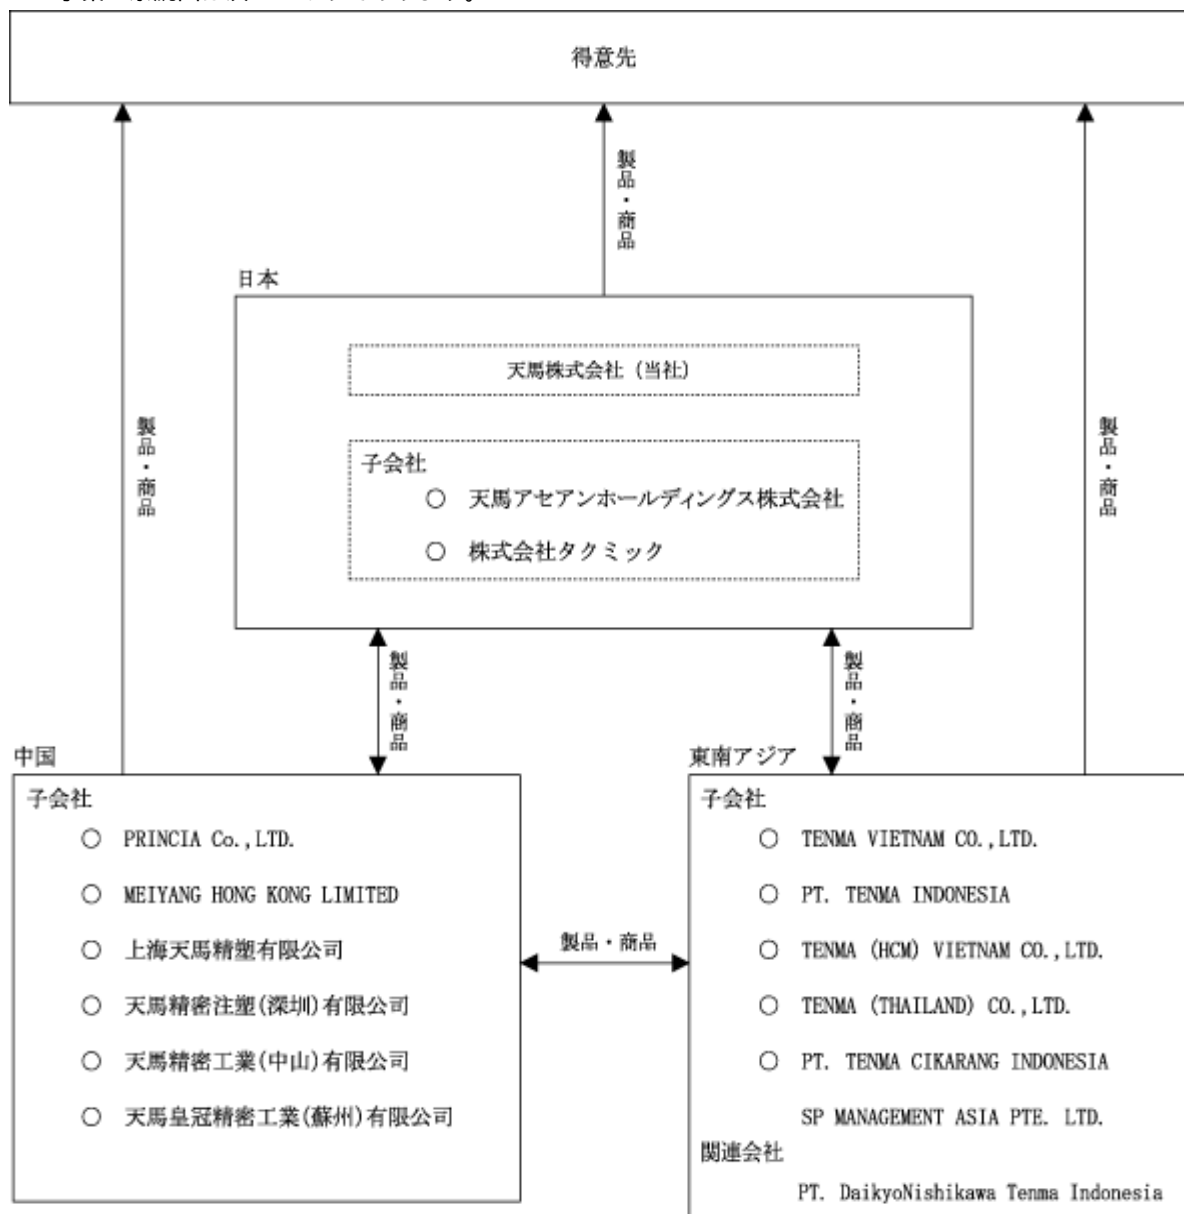 得意先
製品・商品
日本
天馬株式会社（当社）
製品・商品
製品・商品
子会社
○ 天馬アセアンホールディングス株式会社
○ 株式会社タクミック
製品・商品
製品・商品
中国
東南アジア
子会社
○ PRINCIA Co.,LTD.
○ MEIYANG HONG KONG LIMITED
○ 上海天馬精塑有限公司
○ 天馬精密注塑(深圳)有限公司
○ 天馬精密工業(中山)有限公司
○ 天馬皇冠精密工業(蘇州)有限公司
製品・商品
子会社
○ TENMA VIETNAM CO.,LTD.
○ PT. TENMA INDONESIA
○ TENMA (HCM) VIETNAM CO.,LTD.
○ TENMA (THAILAND) CO.,LTD.
○ PT. TENMA CIKARANG INDONESIA
SP MANAGEMENT ASIA PTE. LTD.
関連会社
PT. DaikyoNishikawa Tenma Indonesia